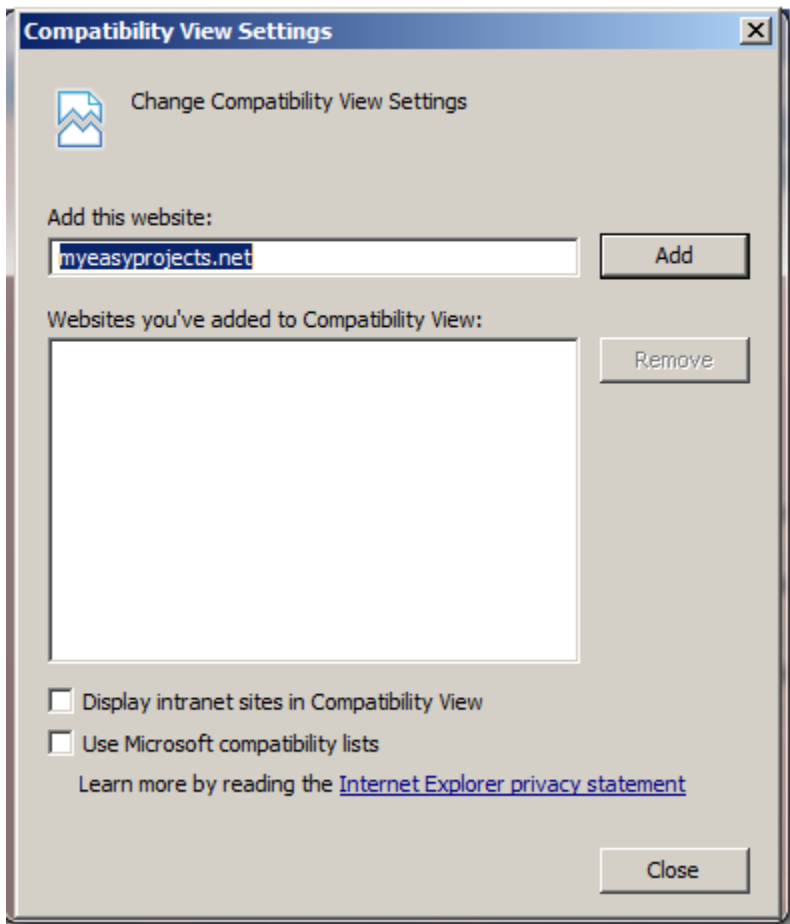 Compatibility View Settings
Change Compatibility View Settings
Add this website:
myeasyprojects.net
Add
Websites you've added to Compatibility View:
Remove
Display intranet sites in Compatibility View
Use Microsoft compatibility lists
Learn more by reading the Internet Explorer privacy statement
Close